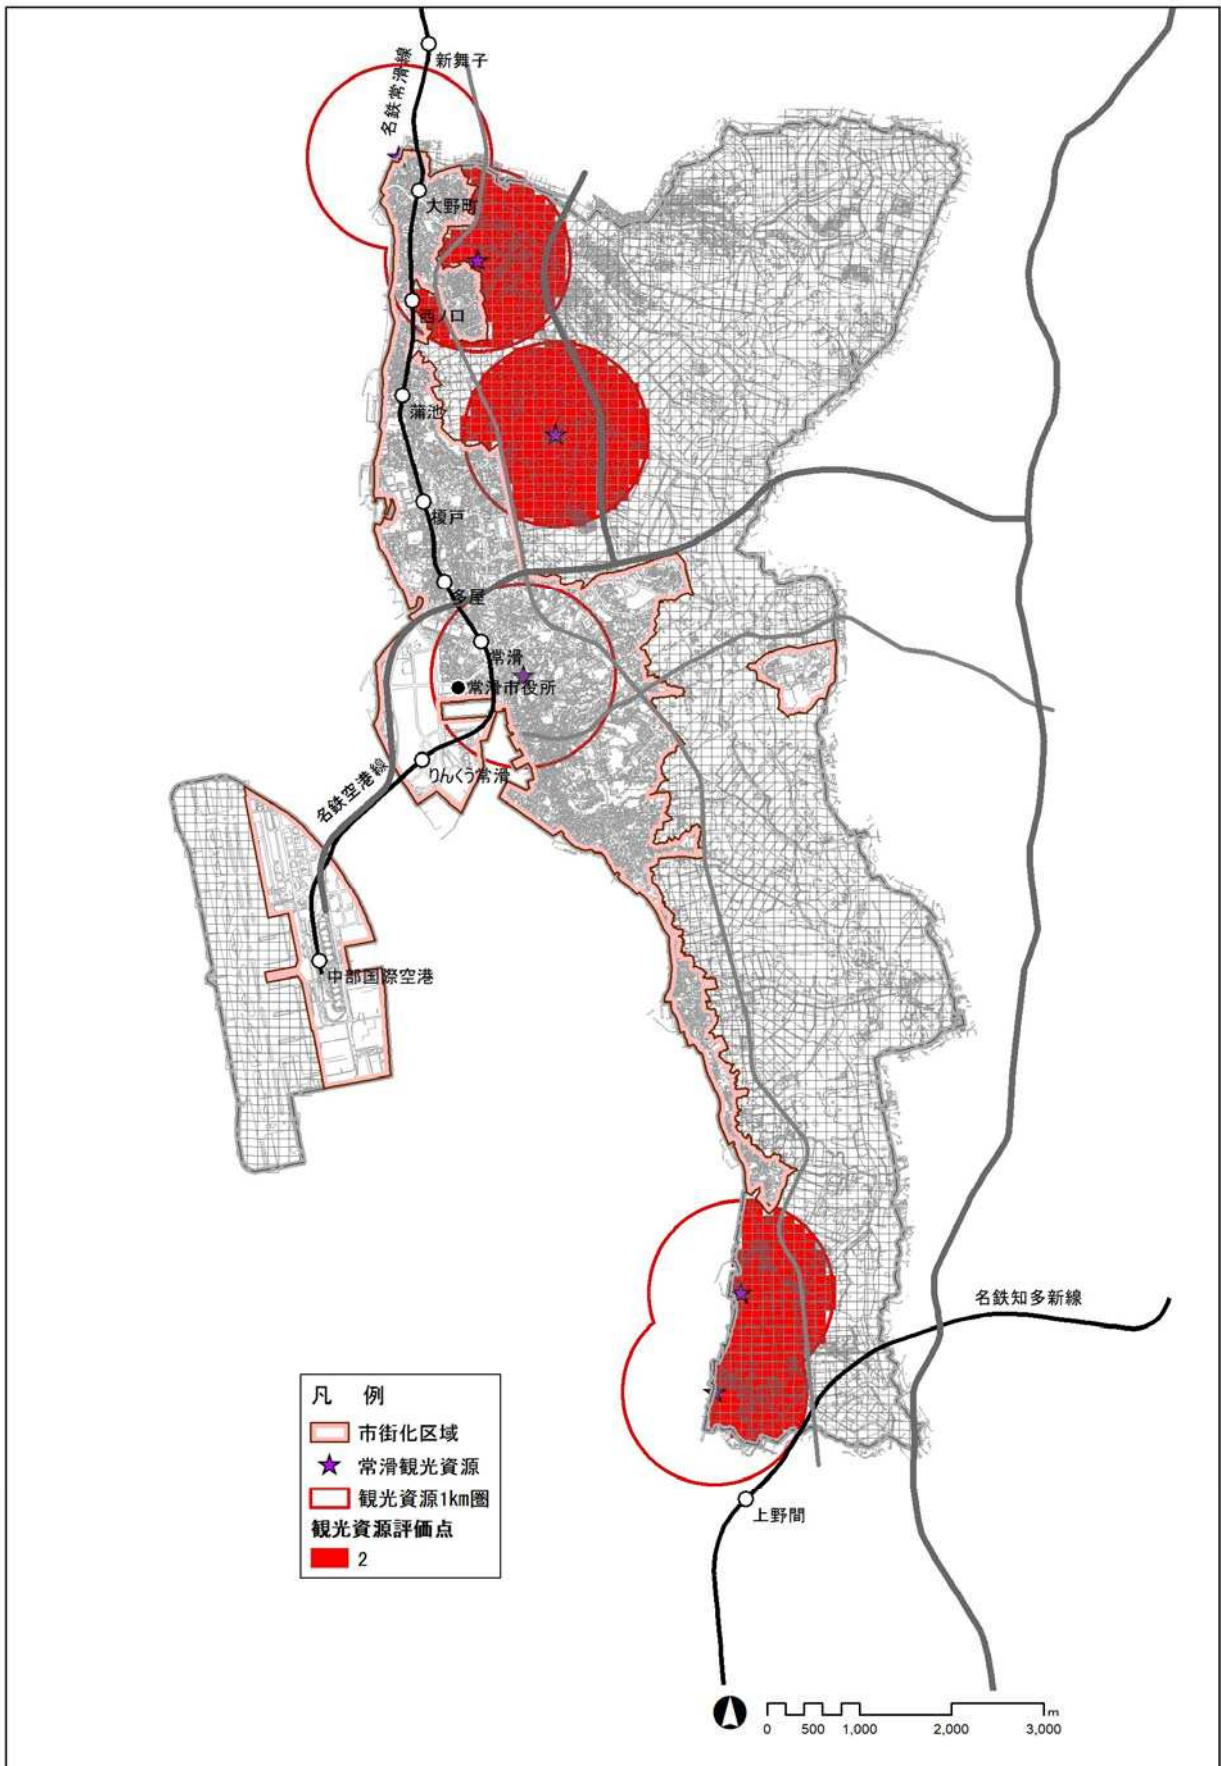 新舞子
名鉄常滑線
大野町
西ノ口
蒲池
榎戸
多屋
常滑
常滑市役所
りんくう常滑
名鉄空港線
中部国際空港
名鉄知多新線
上野間
凡 例
市街化区域
常滑観光資源
観光資源1km圏
観光資源評価点
2
m
0 500 1,000 2,000 3,000